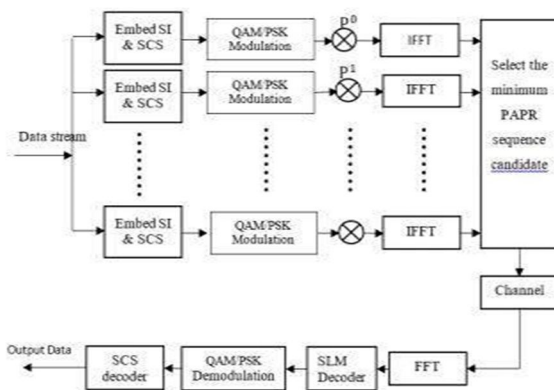 Embed SI
& SCS
QAM/PSK
Modulation
P0
IFFT
Embed SI
& SCS
QAM/PSK
Modulation
P1
IFFT
Select the
minimum
PAPR
sequence
candidate
Data stream
Embed SI
& SCS
QAM/PSK
Modulation
IFFT
Channel
Output Data
SCS
decoder
QAM/PSK
Demodulation
SLM
Decoder
FFT